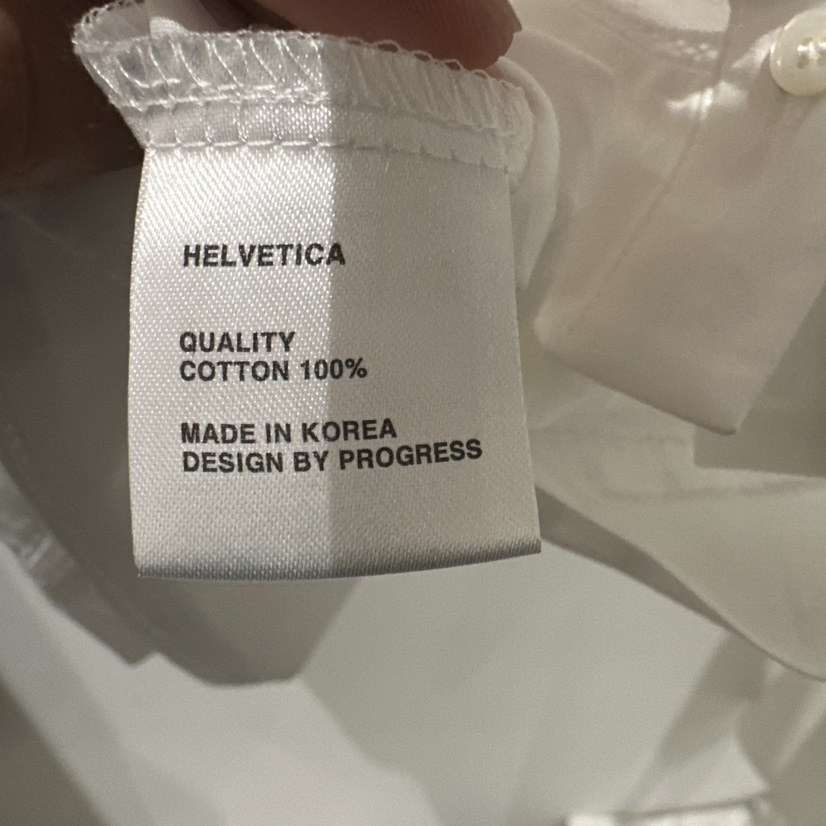 HELVETICA
QUALITY
COTTON 100%
MADE IN KOREA
DESIGN BY PROGRESS